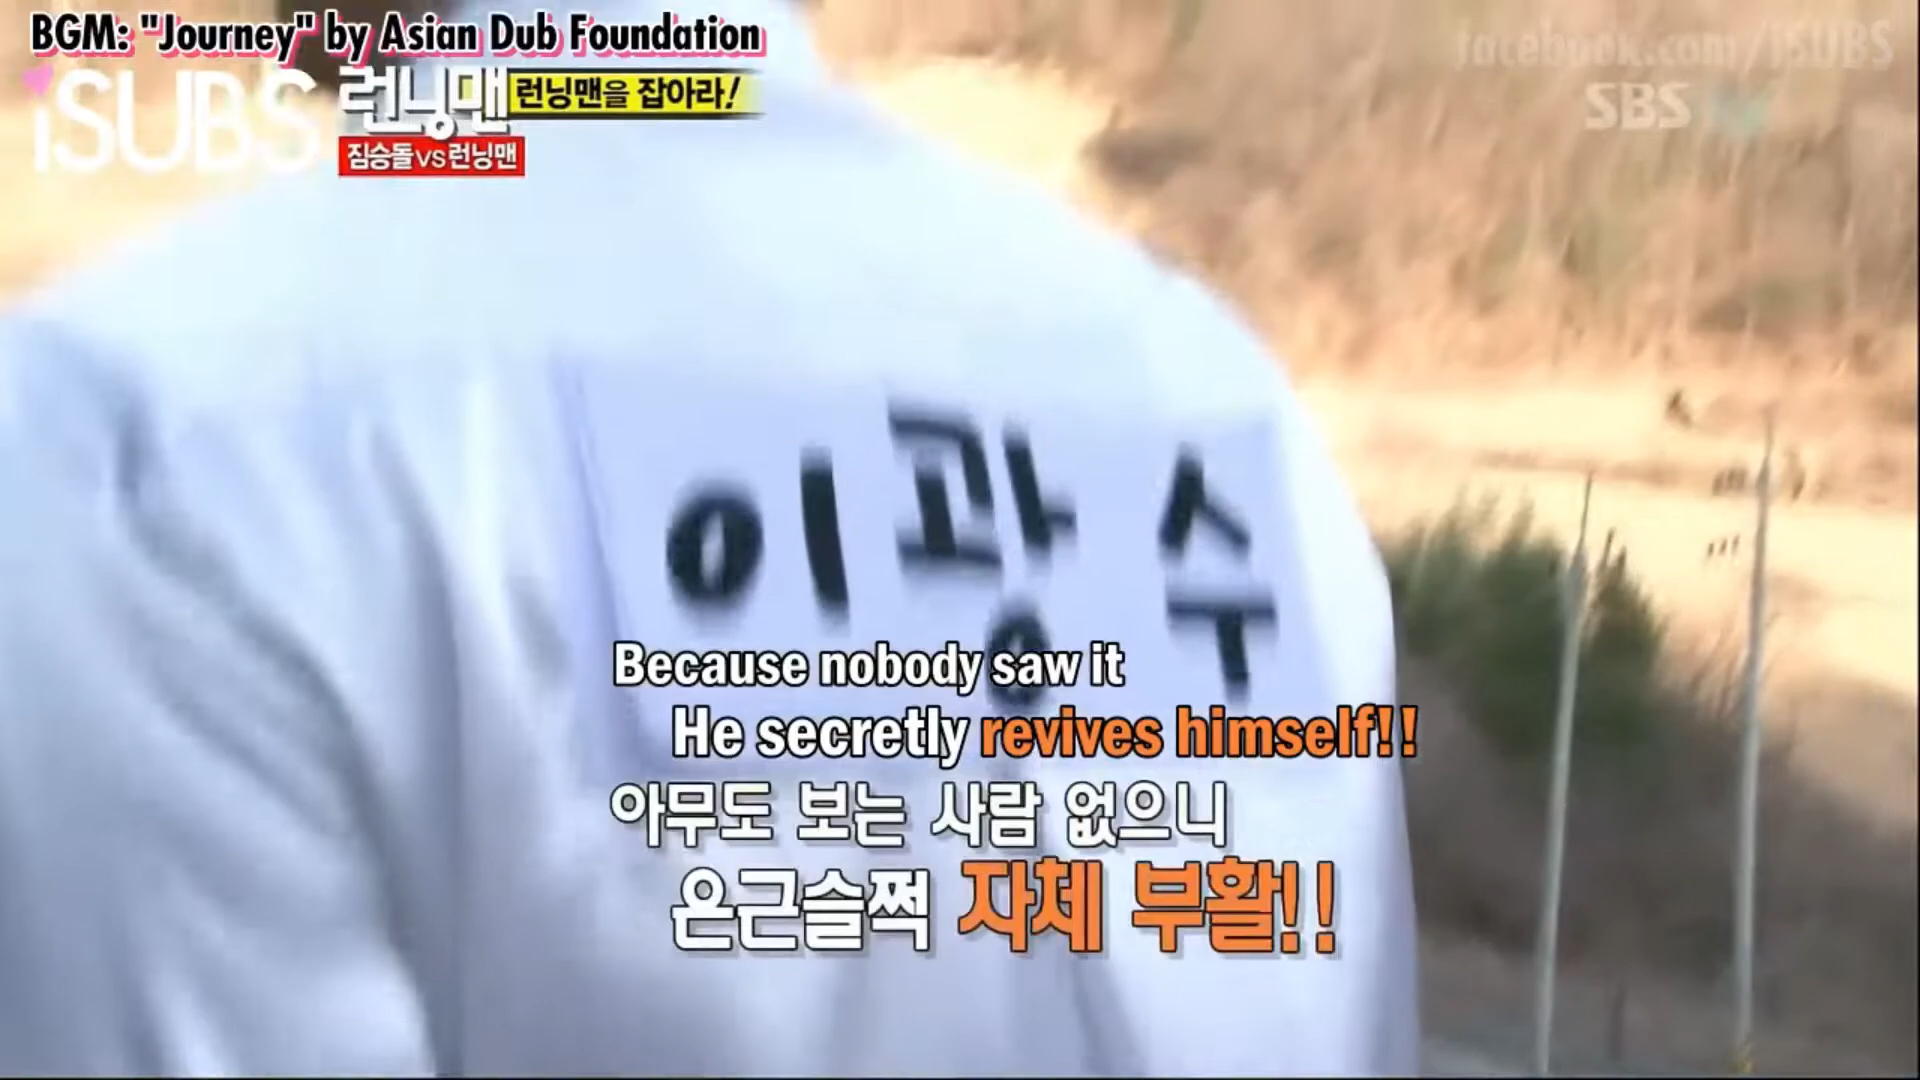 BGM: "Journey" by Asian Dub Foundation
facebook.com/iSUBS
iSUBS
런닝맨
런닝맨을 잡아라!
SBS
짐승돌vs런닝맨
이광수
Because nobody saw it
He secretly revives himself!!
아무도 보는 사람 없으니
은근슬쩍 자체 부활!!